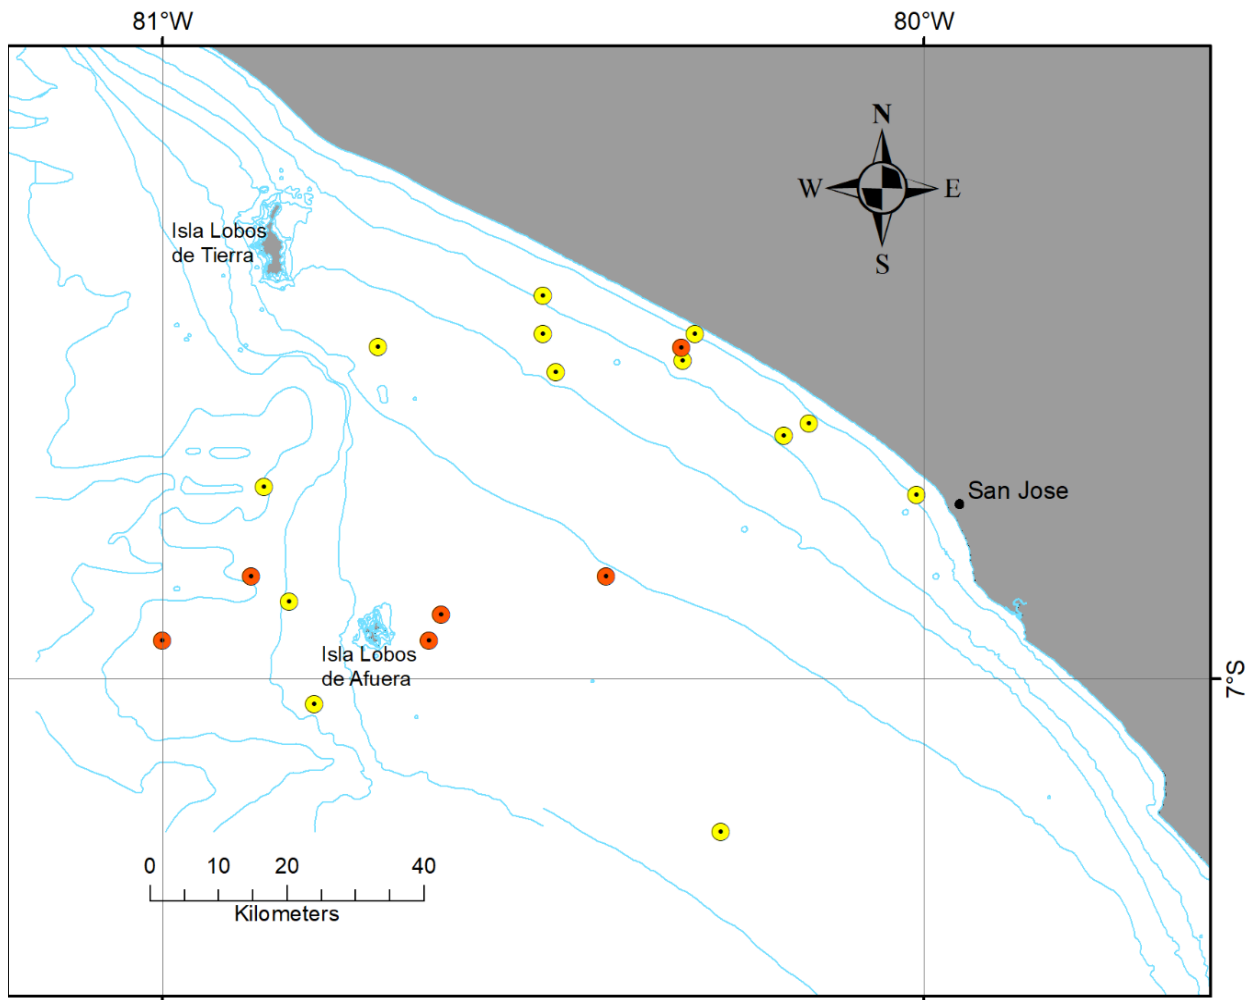 81°W
80°W
N
W
E
S
Isla Lobos
de Tierra
San Jose
Isla Lobos
de Afuera
7°S
0
10
20
40
Kilometers